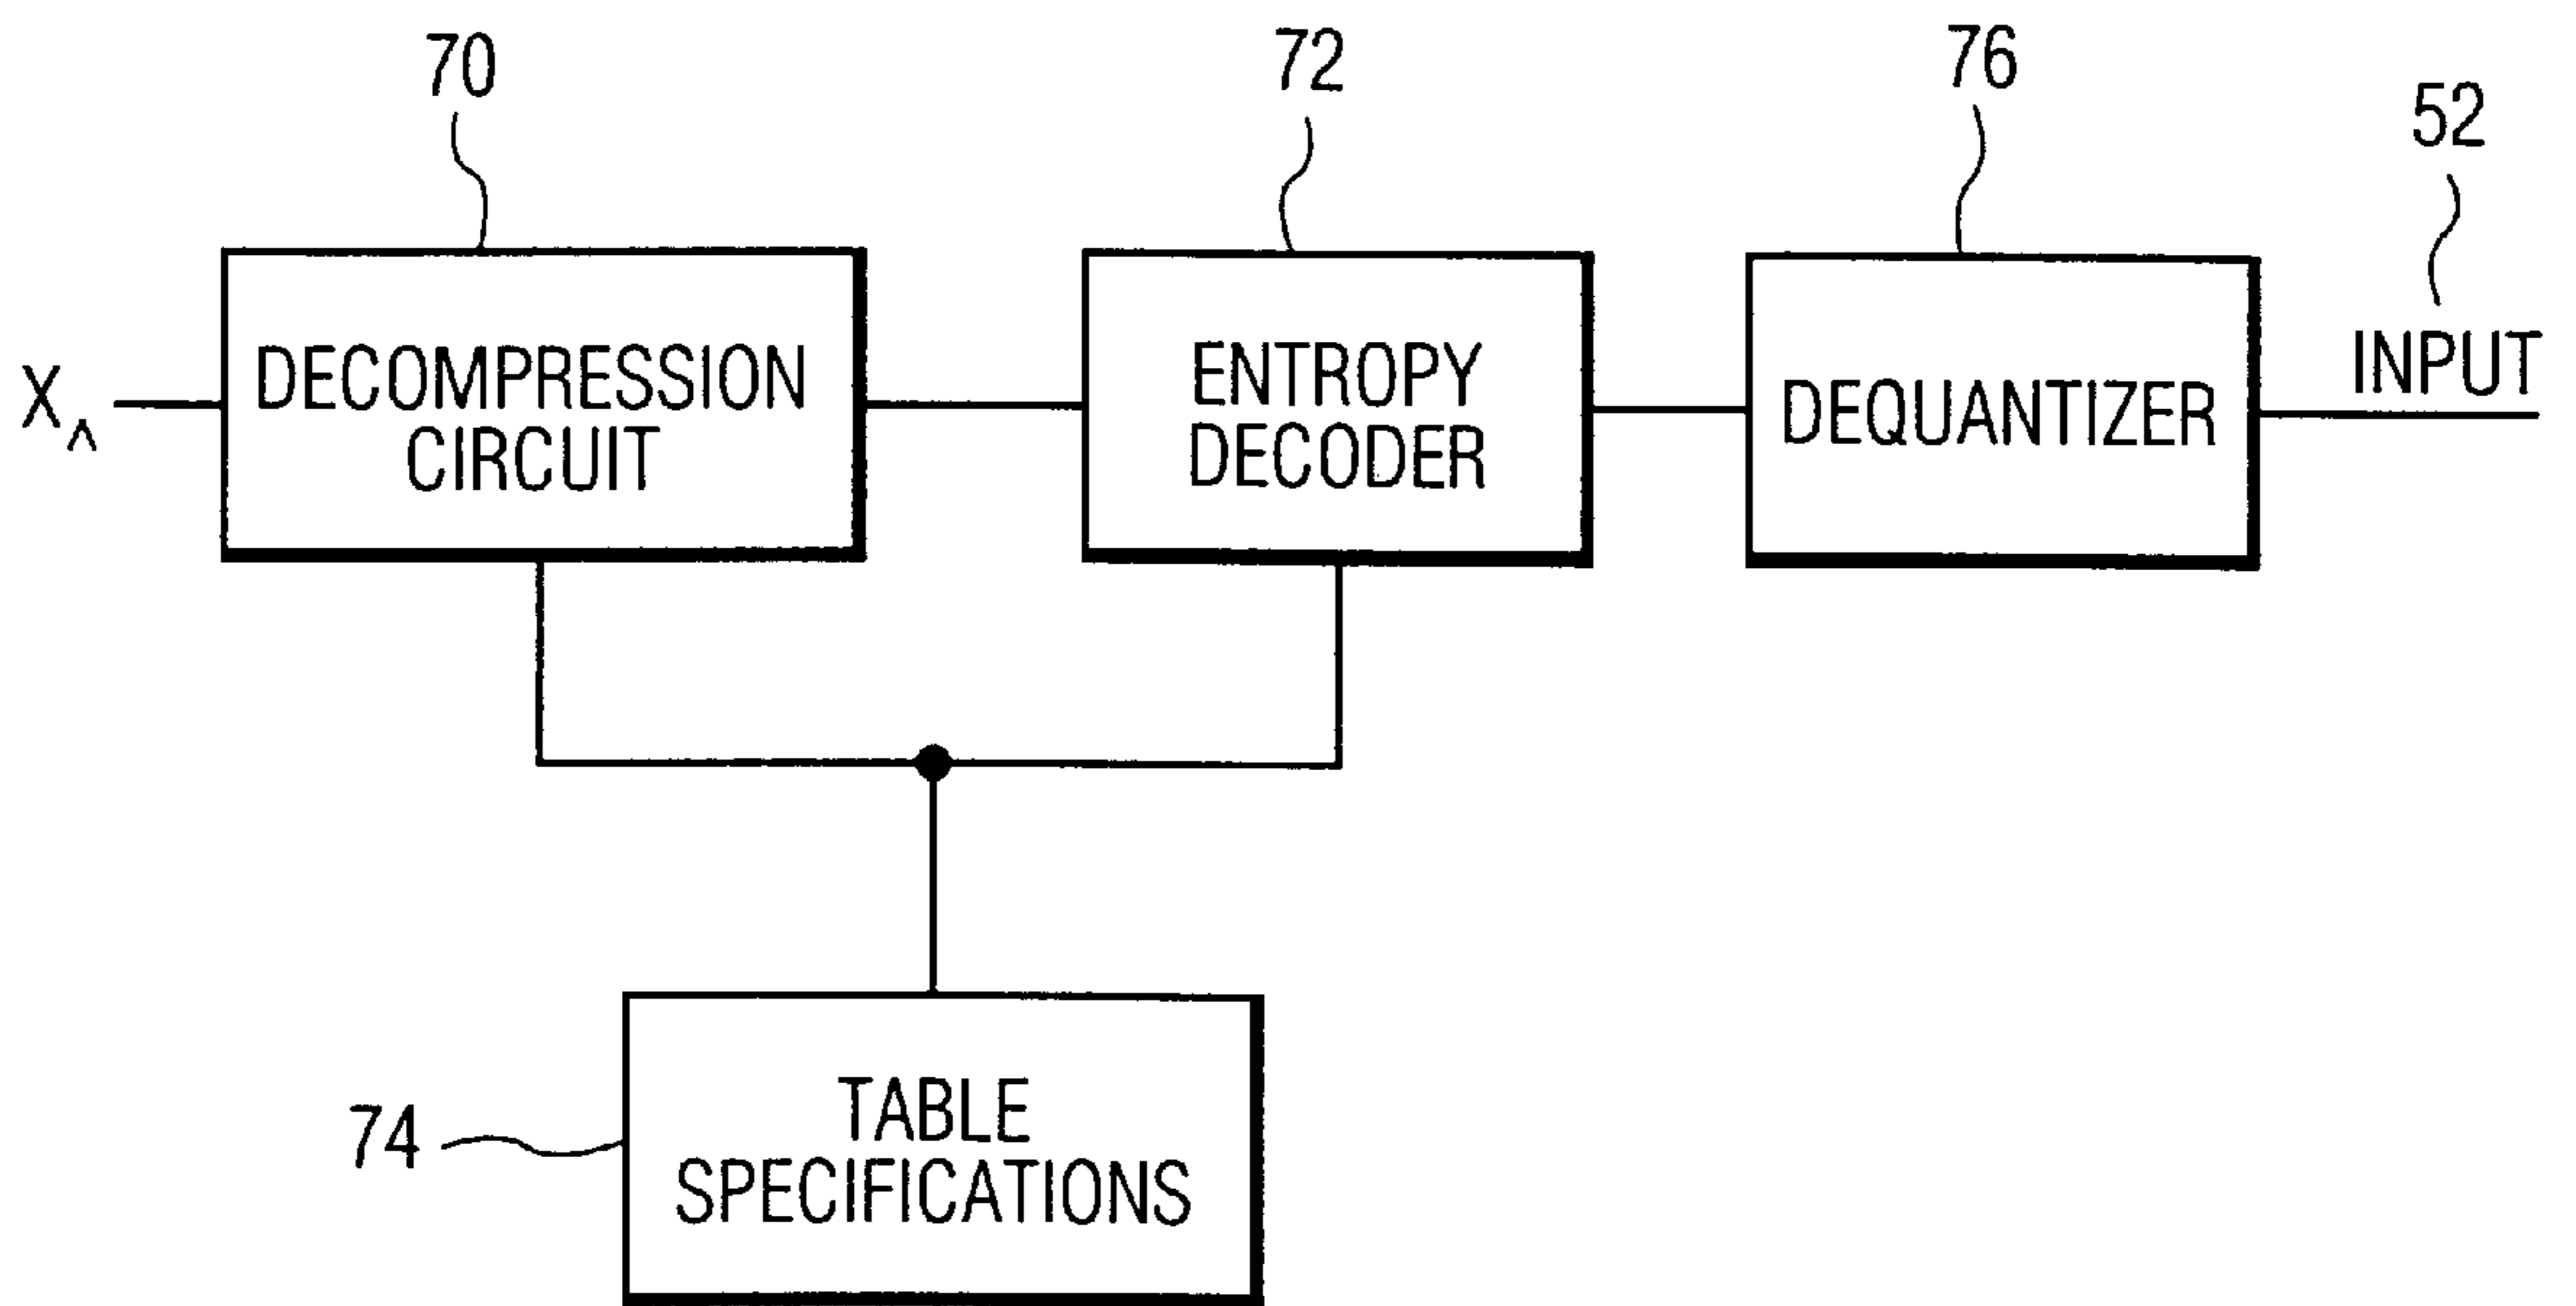 70
72
76
52
X^
DECOMPRESSION
CIRCUIT
ENTROPY
DECODER
DEQUANTIZER
INPUT
74
TABLE
SPECIFICATIONS